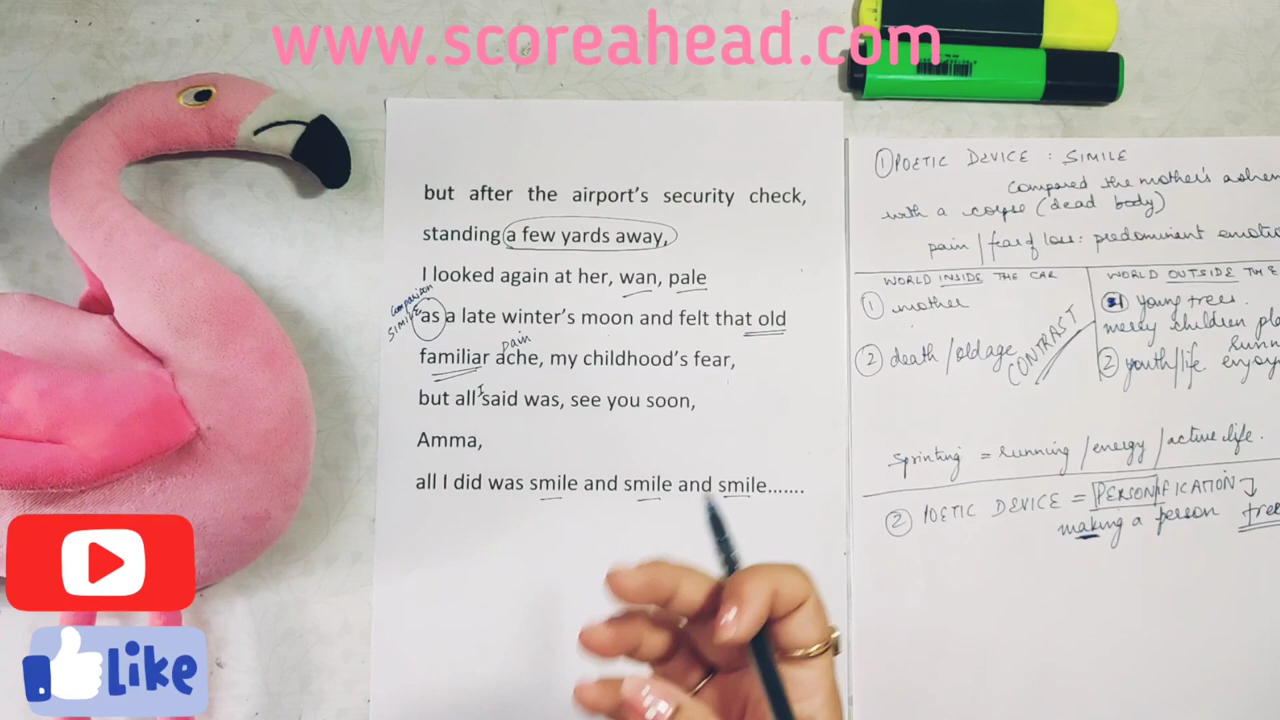 www.scoreahead.com
but after the airport's security check,
standing a few yards away,
I looked again at her, wan, pale
comparison
SIMILE
as a late winter's moon and felt that old
pain
familiar ache, my childhood's fear,
but all I said was, see you soon,
Amma,
all I did was smile and smile and smile.......
Like
① POETIC DEVICE : SIMILE
Compared the mother's ashen
with a corpse (dead body)
pain / fear of loss : predominent emotio
WORLD INSIDE THE CAR
① mother
② death / oldage
CONTRAST
WORLD OUTSIDE THE
① young trees.
merry children pla
② youth/life enjoy
sprinting = running / energy / active life.
② POETIC DEVICE = PERSONIFICATION
making a person tree